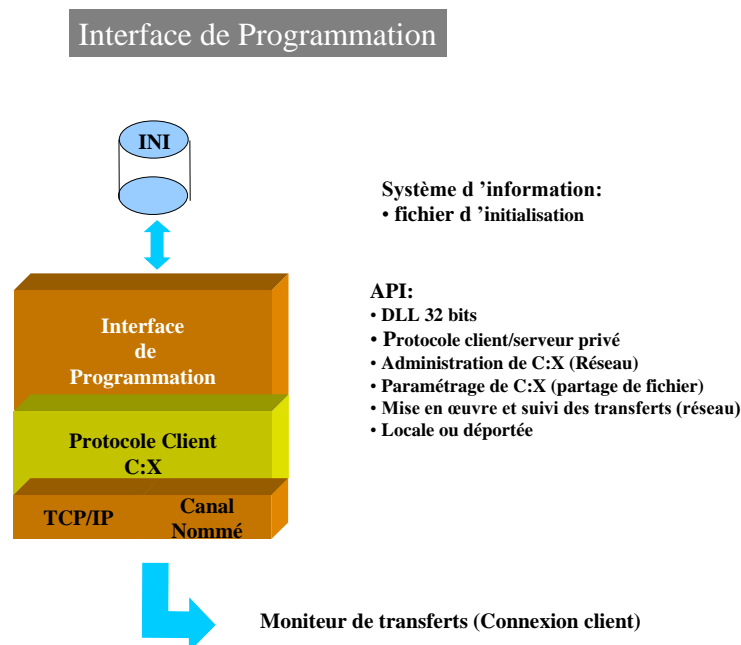 Interface de Programmation
INI
Système d ’information:
• fichier d ’initialisation
Interface
de
Programmation
API:
• DLL 32 bits
• Protocole client/serveur privé
• Administration de C:X (Réseau)
• Paramétrage de C:X (partage de fichier)
• Mise en œuvre et suivi des transferts (réseau)
• Locale ou déportée
Protocole Client
C:X
TCP/IP
Canal
Nommé
Moniteur de transferts (Connexion client)